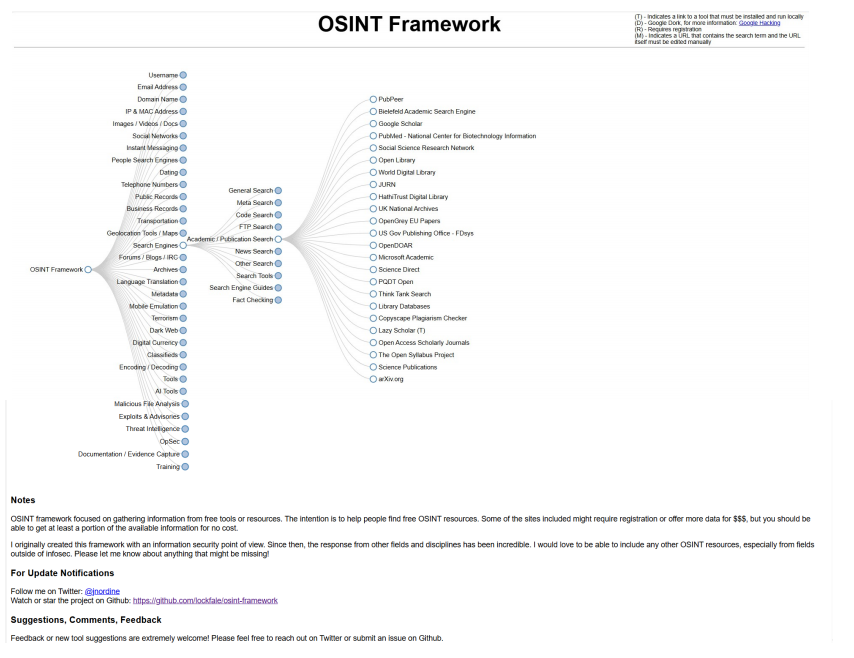 OSINT Framework
(T) - Indicates a link to a tool that must be installed and run locally
(D) - Google Dork, for more information: Google Hacking
(R) - Requires registration
(M) - Indicates a URL that contains the search term and the URL
itself must be edited manually
OSINT Framework
Username
Email Address
Domain Name
IP & MAC Address
Images / Videos / Docs
Social Networks
Instant Messaging
People Search Engines
Dating
Telephone Numbers
Public Records
Business Records
Transportation
Geolocation Tools / Maps
Search Engines
Forums / Blogs / IRC
Archives
Language Translation
Metadata
Mobile Emulation
Terrorism
Dark Web
Digital Currency
Classifieds
Encoding / Decoding
Tools
AI Tools
Malicious File Analysis
Exploits & Advisories
Threat Intelligence
OpSec
Documentation / Evidence Capture
Training
General Search
Meta Search
Code Search
FTP Search
Academic / Publication Search
News Search
Other Search
Search Tools
Search Engine Guides
Fact Checking
PubPeer
Bielefeld Academic Search Engine
Google Scholar
PubMed - National Center for Biotechnology Information
Social Science Research Network
Open Library
World Digital Library
JURN
HathiTrust Digital Library
UK National Archives
OpenGrey EU Papers
US Gov Publishing Office - FDsys
OpenDOAR
Microsoft Academic
Science Direct
PQDT Open
Think Tank Search
Library Databases
Copyscape Plagiarism Checker
Lazy Scholar (T)
Open Access Scholarly Journals
The Open Syllabus Project
Science Publications
arXiv.org
Notes
OSINT framework focused on gathering information from free tools or resources. The intention is to help people find free OSINT resources. Some of the sites included might require registration or offer more data for $$$, but you should be
able to get at least a portion of the available information for no cost.
I originally created this framework with an information security point of view. Since then, the response from other fields and disciplines has been incredible. I would love to be able to include any other OSINT resources, especially from fields
outside of infosec. Please let me know about anything that might be missing!
For Update Notifications
Follow me on Twitter: @jnordine
Watch or star the project on Github: https://github.com/lockfale/osint-framework
Suggestions, Comments, Feedback
Feedback or new tool suggestions are extremely welcome! Please feel free to reach out on Twitter or submit an issue on Github.